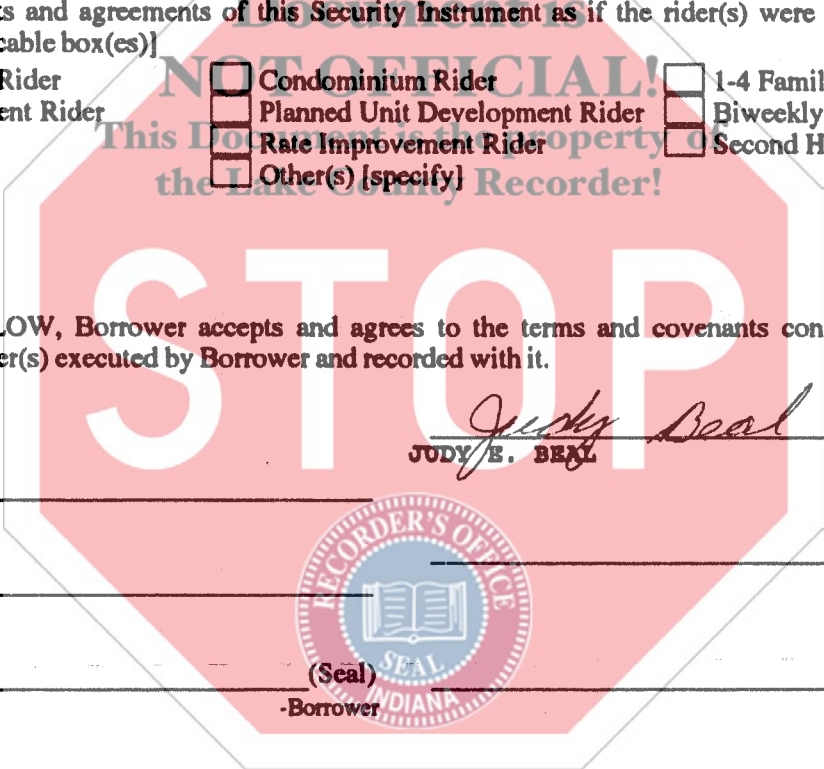 s and agreements of this Security Instrument as if the rider(s) were
cable box(es)]
Document is
NOT OFFICIAL!
This Document is the property of
the Lake County Recorder!
Rider
Condominium Rider
1-4 Famil
ent Rider
Planned Unit Development Rider
Biweekly
Rate Improvement Rider
Second H
Other(s) [specify]
STOP
LOW, Borrower accepts and agrees to the terms and covenants con
er(s) executed by Borrower and recorded with it.
Judy Beal
JUDY E. BEAL
RECORDER'S OFFICE
SEAL
INDIANA
(Seal)
-Borrower